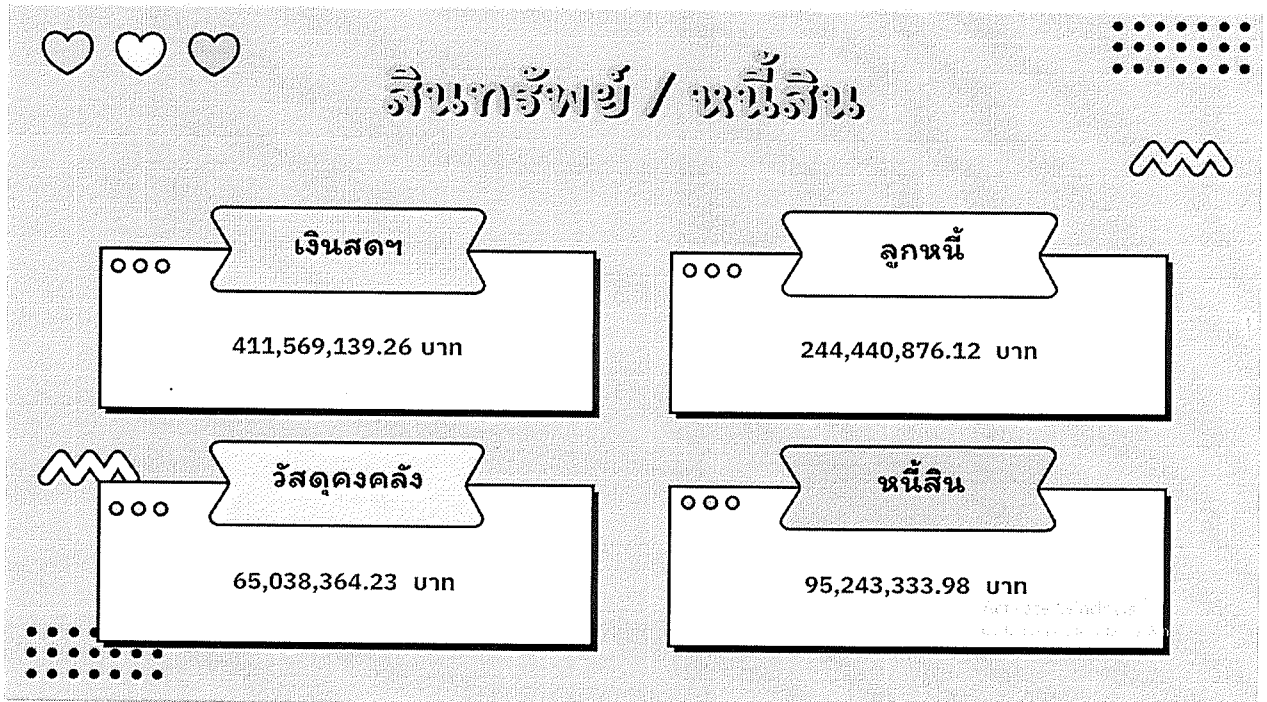 สินทรัพย์ / หนี้สิน
เงินสดฯ
411,569,139.26 บาท
ลูกหนี้
244,440,876.12 บาท
วัสดุคงคลัง
65,038,364.23 บาท
หนี้สิน
95,243,333.98 บาท